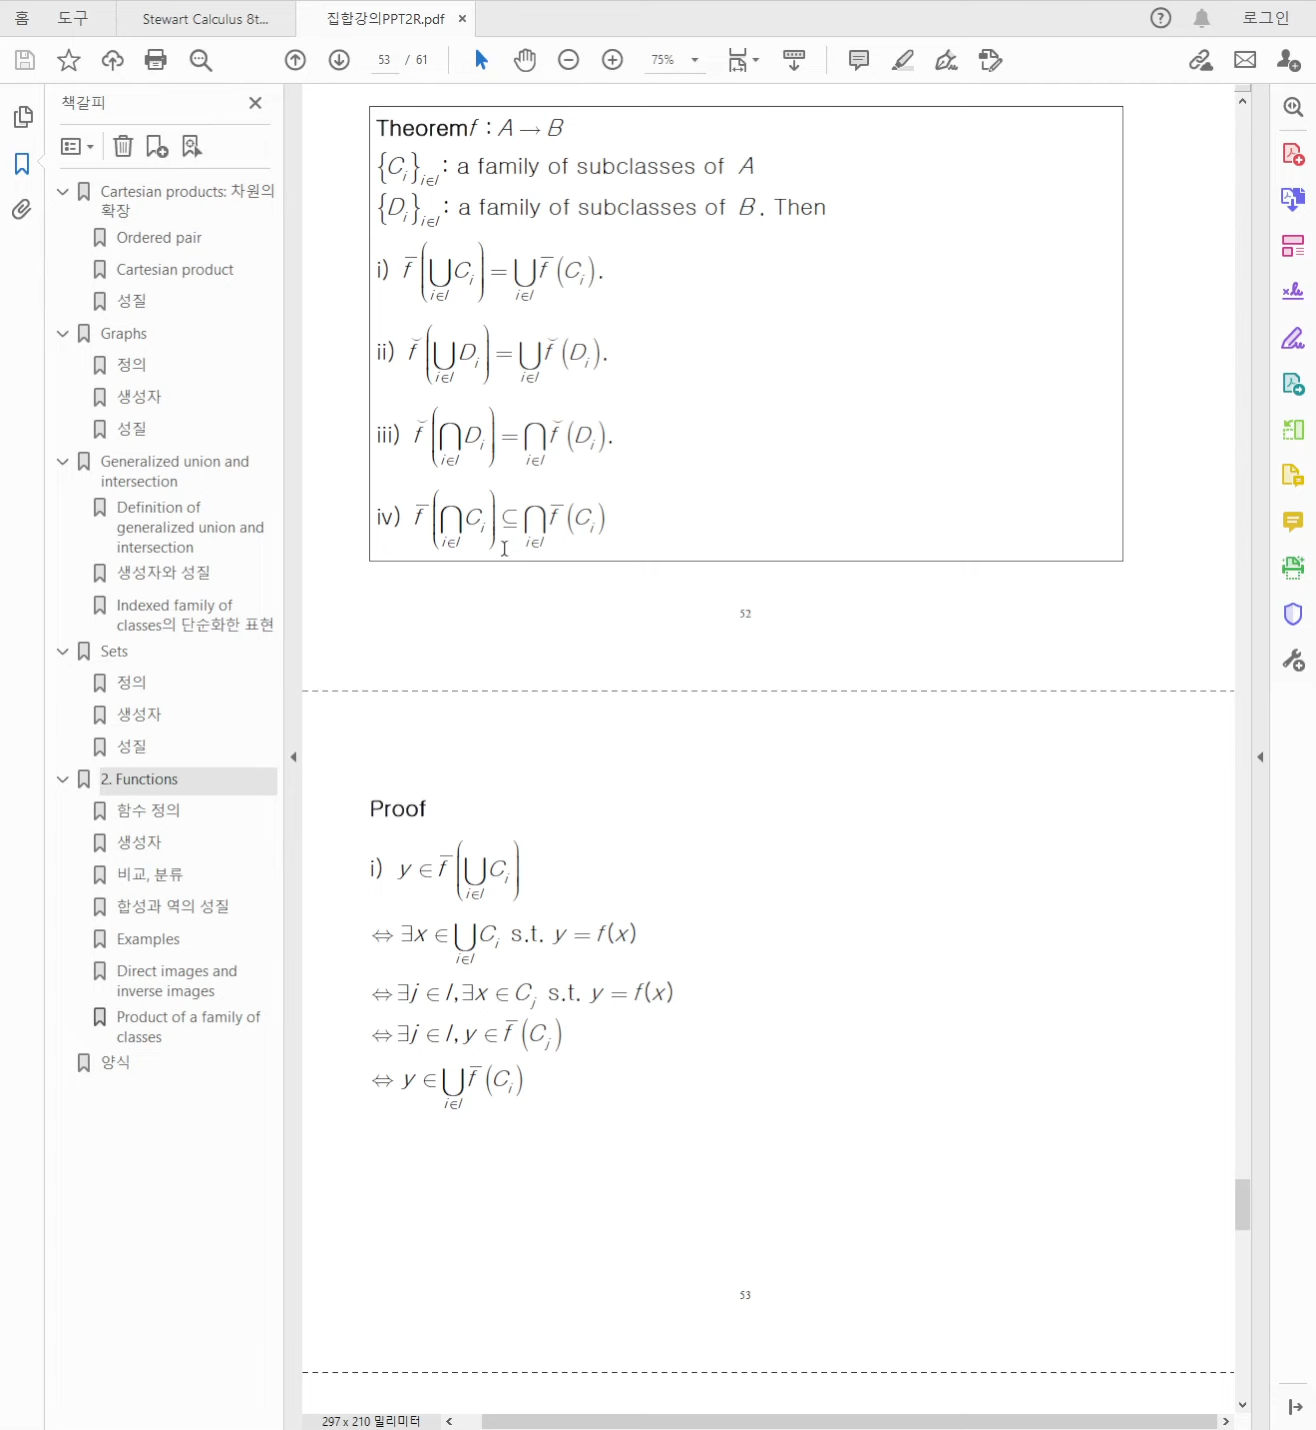 홈 도구 Stewart Calculus 8t... 집합강의PPT2R.pdf × 로그인
53 / 61 75%
책갈피
Cartesian products: 차원의
확장
Ordered pair
Cartesian product
성질
Graphs
정의
생성자
성질
Generalized union and
intersection
Definition of
generalized union and
intersection
생성자와 성질
Indexed family of
classes의 단순화한 표현
Sets
정의
생성자
성질
2. Functions
함수 정의
생성자
비교, 분류
합성과 역의 성질
Examples
Direct images and
inverse images
Product of a family of
classes
양식
Theorem f : A → B
{C_i}_{i∈I} : a family of subclasses of A
{D_i}_{i∈I} : a family of subclasses of B. Then
i) f̅(⋃_{i∈I} C_i) = ⋃_{i∈I} f̅(C_i).
ii) f̆(⋃_{i∈I} D_i) = ⋃_{i∈I} f̆(D_i).
iii) f̆(⋂_{i∈I} D_i) = ⋂_{i∈I} f̆(D_i).
iv) f̅(⋂_{i∈I} C_i) ⊆ ⋂_{i∈I} f̅(C_i)
52
Proof
i) y ∈ f̅(⋃_{i∈I} C_i)
⇔ ∃x ∈ ⋃_{i∈I} C_i s.t. y = f(x)
⇔ ∃j ∈ I, ∃x ∈ C_j s.t. y = f(x)
⇔ ∃j ∈ I, y ∈ f̅(C_j)
⇔ y ∈ ⋃_{i∈I} f̅(C_i)
53
297 x 210 밀리미터